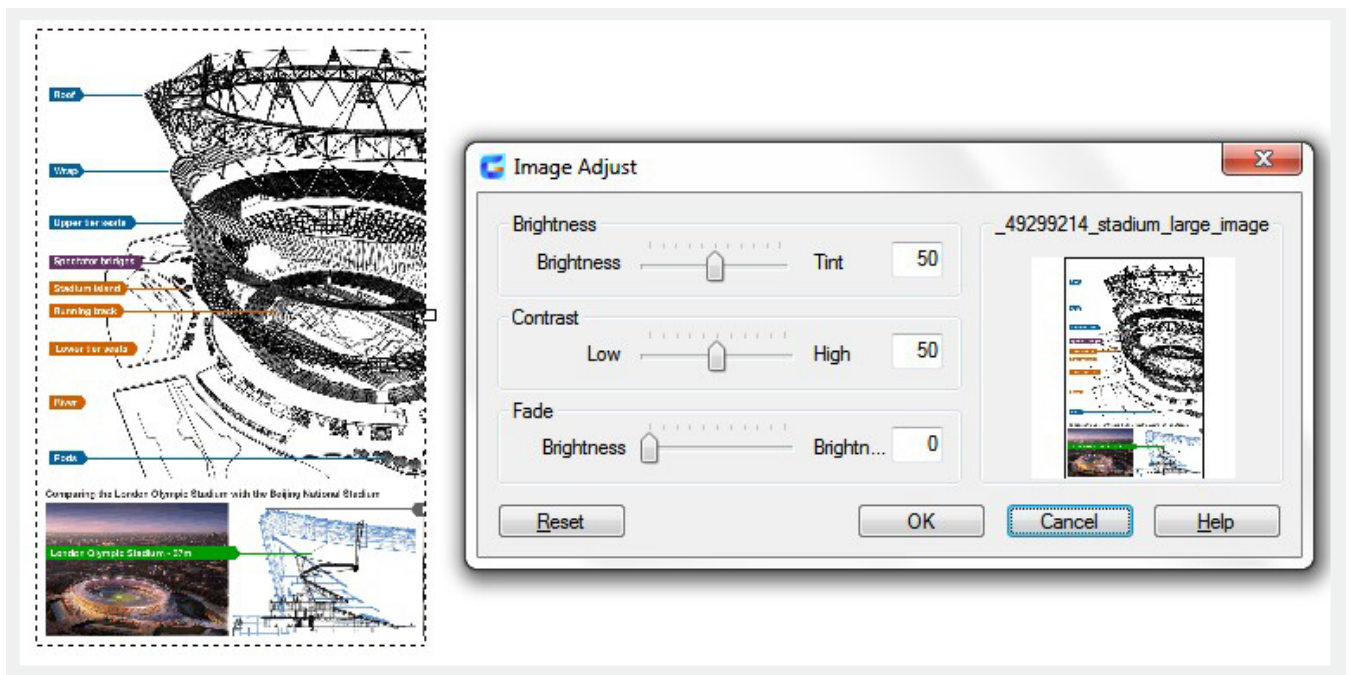 Roof
Wrap
Upper tier seats
Spectator bridges
Stadium island
Running track
Lower tier seats
River
Pods
Comparing the London Olympic Stadium with the Beijing National Stadium
London Olympic Stadium - 27m
Image Adjust
Brightness
Brightness Tint 50
Contrast
Low High 50
Fade
Brightness Brightn... 0
_49299214_stadium_large_image
Reset OK Cancel Help